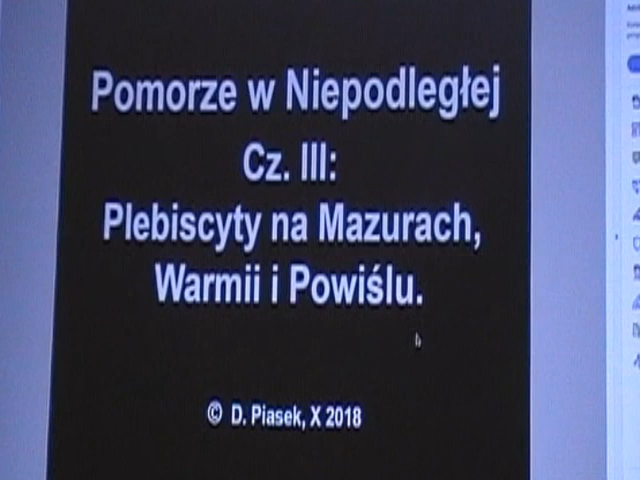 Pomorze w Niepodległej
Cz. III:
Plebiscyty na Mazurach,
Warmii i Powiślu.
© D. Piasek, X 2018